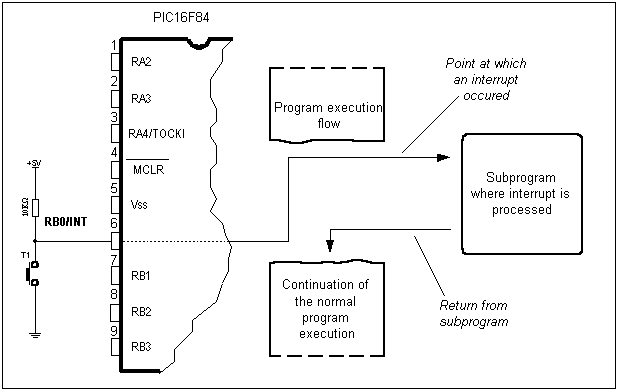 PIC16F84
1
RA2
2
RA3
3
RA4/TOCKI
4
MCLR
5
Vss
6
7
RB1
8
RB2
9
RB3
+5V
10KΩ
RB0/INT
T1
Program execution
flow
Point at which
an interrupt
occured
Subprogram
where interrupt is
processed
Continuation of
the normal
program
execution
Return from
subprogram